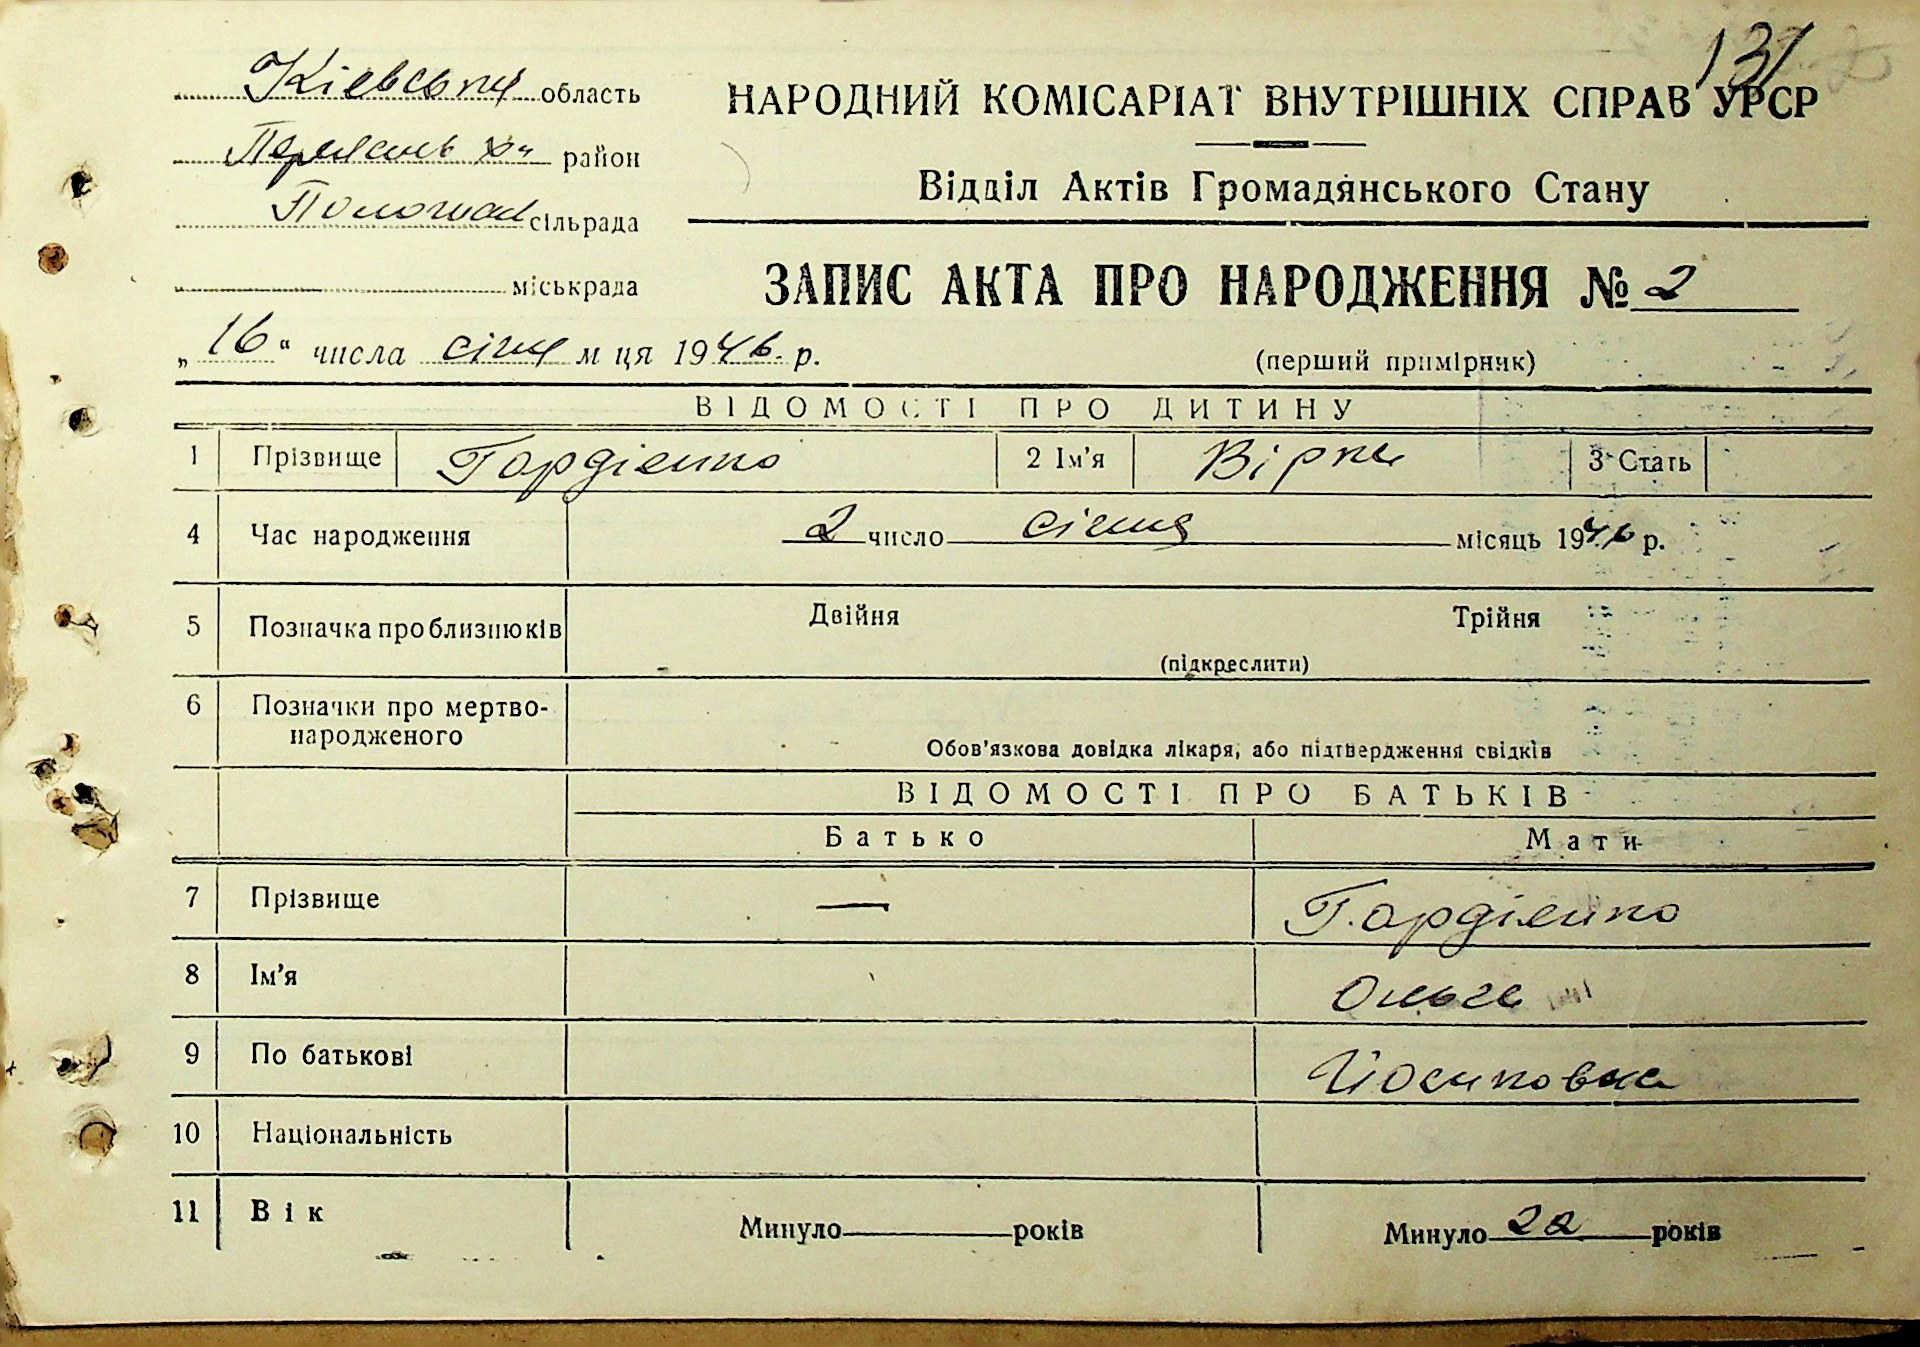 131
Київська область
НАРОДНИЙ КОМІСАРІАТ ВНУТРІШНІХ СПРАВ УРСР
район
Відділ Актів Громадянського Стану
сільрада
міськрада
ЗАПИС АКТА ПРО НАРОДЖЕННЯ № 2
„16“ числа січня м ця 1946 р.
(перший примірник)
ВІДОМОСТІ ПРО ДИТИНУ
1 Прізвище Гордієнко 2 Ім'я Віра 3 Стать
4 Час народження 2 число січня місяць 1946 р.
5 Позначка про близнюків Двійня Трійня
(підкреслити)
6 Позначки про мертво-
народженого
Обов'язкова довідка лікаря, або підтвердження свідків
ВІДОМОСТІ ПРО БАТЬКІВ
Батько Мати
7 Прізвище — Гордієнко
8 Ім'я Ольга
9 По батькові Йосиповна
10 Національність
11 Вік Минуло років Минуло 22 років